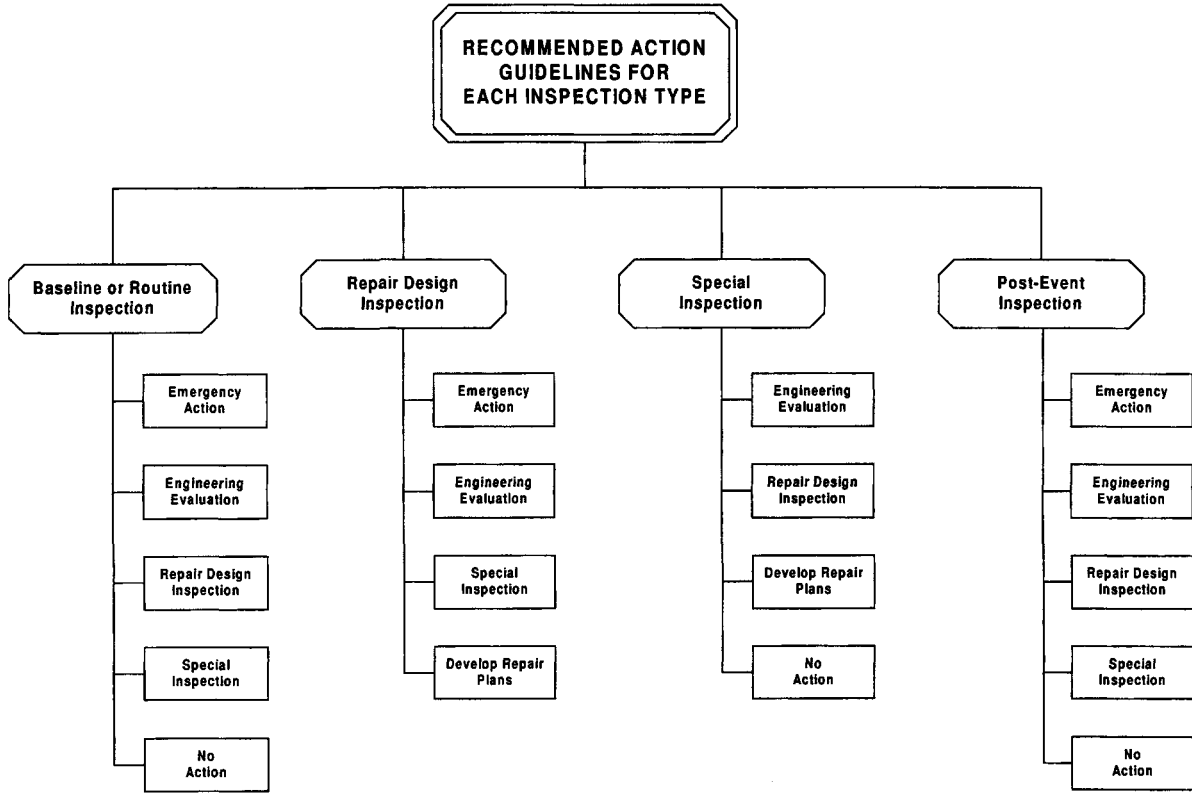 RECOMMENDED ACTION
GUIDELINES FOR
EACH INSPECTION TYPE
Baseline or Routine
Inspection
Repair Design
Inspection
Special
Inspection
Post-Event
Inspection
Emergency
Action
Engineering
Evaluation
Repair Design
Inspection
Special
Inspection
No
Action
Emergency
Action
Engineering
Evaluation
Special
Inspection
Develop Repair
Plans
Engineering
Evaluation
Repair Design
Inspection
Develop Repair
Plans
No
Action
Emergency
Action
Engineering
Evaluation
Repair Design
Inspection
Special
Inspection
No
Action